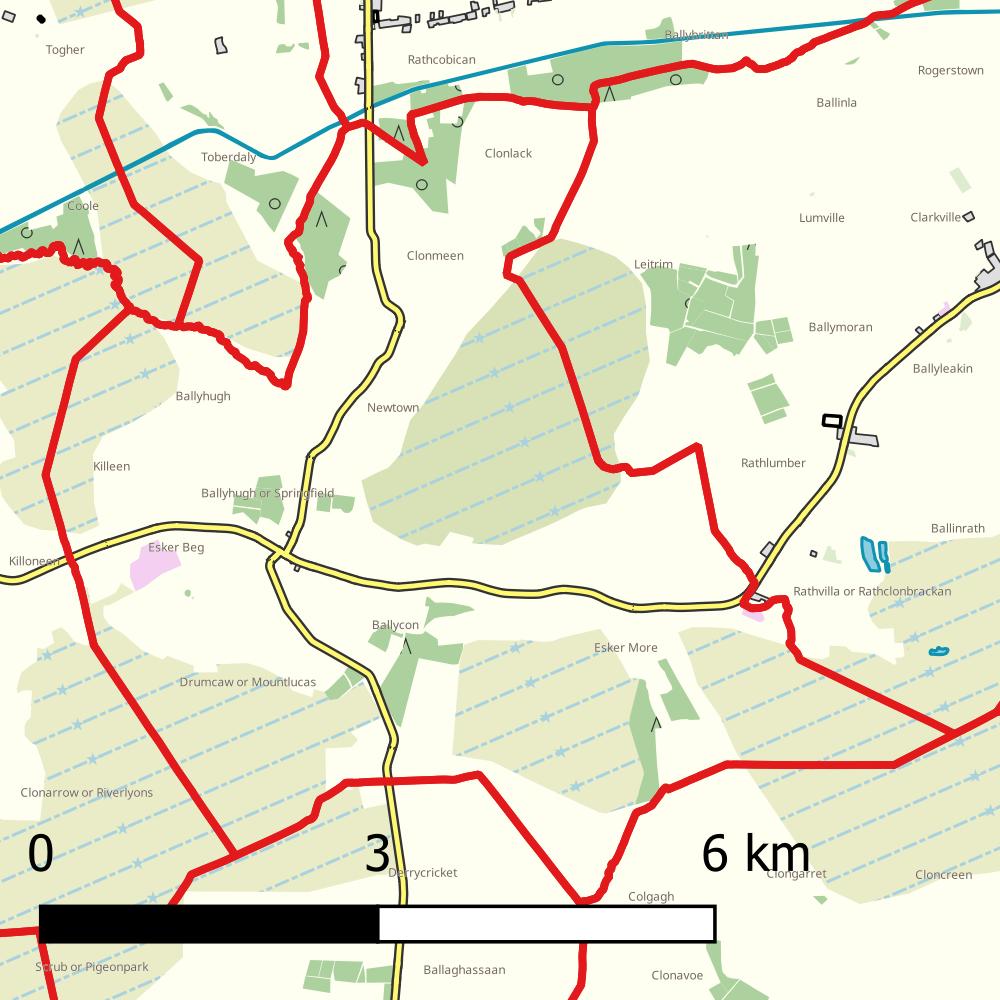 Ballybrittan
Togher
Rathcobican
Rogerstown
Ballinla
Clonlack
Toberdaly
Coole
Lumville
Clarkville
Clonmeen
Leitrim
Ballymoran
Ballyleakin
Ballyhugh
Newtown
Killeen
Rathlumber
Ballyhugh or Springfield
Ballinrath
Esker Beg
Killoneen
Rathvilla or Rathclonbrackan
Ballycon
Esker More
Drumcaw or Mountlucas
Clonarrow or Riverlyons
0 3 6 km
Derrycricket
Clongarret
Cloncreen
Colgagh
Scrub or Pigeonpark
Ballaghassaan
Clonavoe